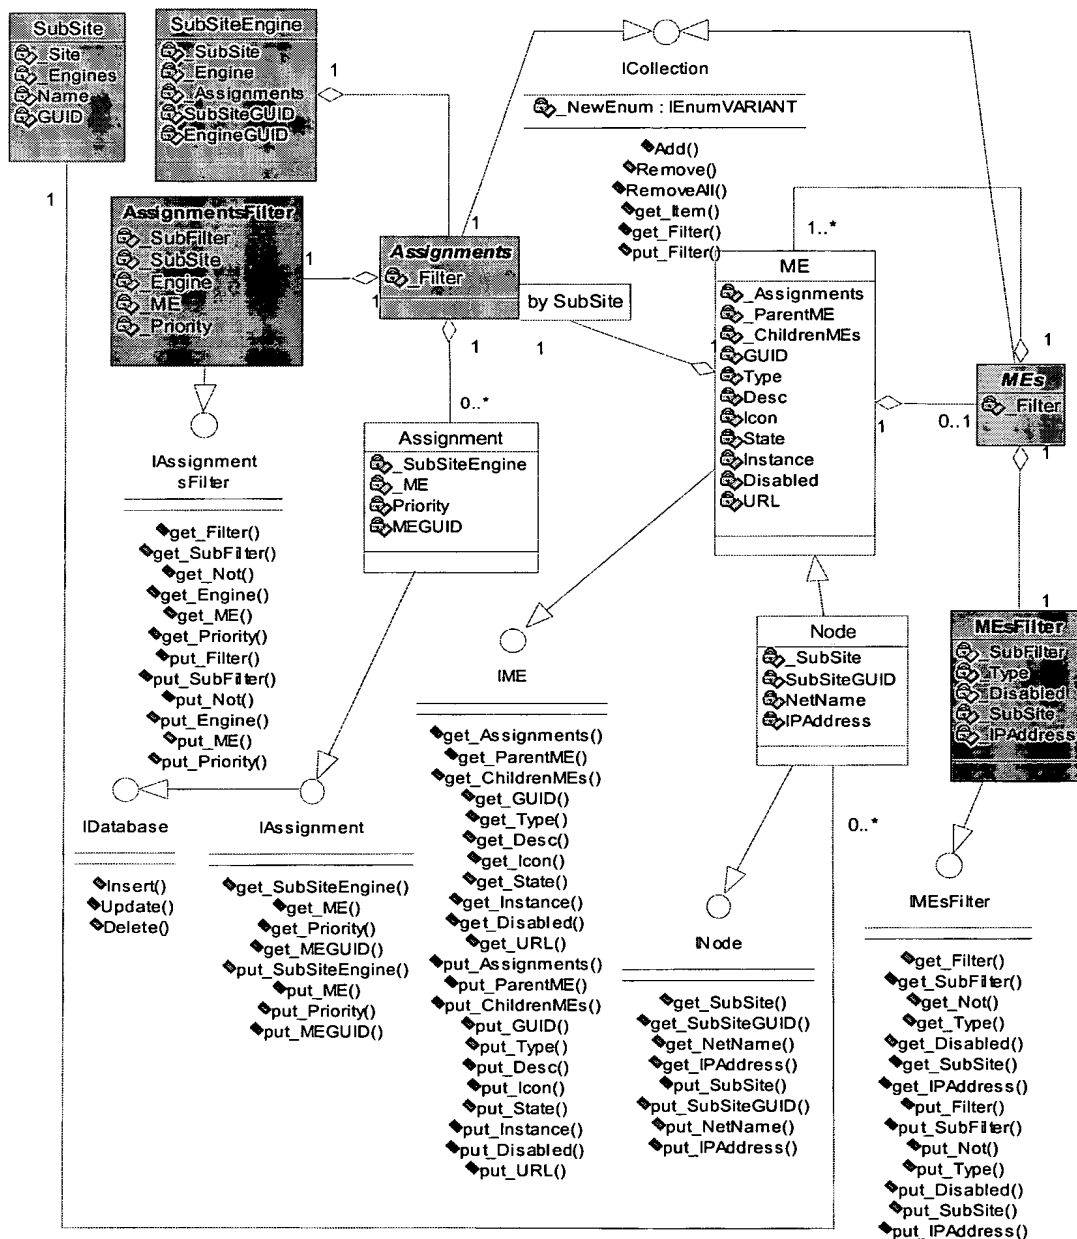 SubSite
_Site
_Engines
Name
GUID
SubSiteEngine
_SubSite
_Engine
_Assignments
SubSiteGUID
EngineGUID
1
ICollection
_NewEnum : IEnumVARIANT
Add()
Remove()
RemoveAll()
get_Item()
get_Filter()
put_Filter()
1
AssignmentsFilter
_SubFilter
_SubSite
_Engine
_ME
_Priority
1
1
Assignments
_Filter
1
1
1
by SubSite
1
1..*
ME
_Assignments
_ParentME
_ChildrenMEs
GUID
Type
Desc
Icon
State
Instance
Disabled
URL
1
1
MEs
_Filter
1
0..1
1
0..*
Assignment
_SubSiteEngine
_ME
Priority
MEGUID
IAssignment
sFilter
get_Filter()
get_SubFilter()
get_Not()
get_Engine()
get_ME()
get_Priority()
put_Filter()
put_SubFilter()
put_Not()
put_Engine()
put_ME()
put_Priority()
Node
_SubSite
SubSiteGUID
NetName
IPAddress
1
MEsFilter
_SubFilter
_Type
_Disabled
_SubSite
_IPAddress
IDatabase
Insert()
Update()
Delete()
IAssignment
get_SubSiteEngine()
get_ME()
get_Priority()
get_MEGUID()
put_SubSiteEngine()
put_ME()
put_Priority()
put_MEGUID()
IME
get_Assignments()
get_ParentME()
get_ChildrenMEs()
get_GUID()
get_Type()
get_Desc()
get_Icon()
get_State()
get_Instance()
get_Disabled()
get_URL()
put_Assignments()
put_ParentME()
put_ChildrenMEs()
put_GUID()
put_Type()
put_Desc()
put_Icon()
put_State()
put_Instance()
put_Disabled()
put_URL()
0..*
INode
get_SubSite()
get_SubSiteGUID()
get_NetName()
get_IPAddress()
put_SubSite()
put_SubSiteGUID()
put_NetName()
put_IPAddress()
IMEsFilter
get_Filter()
get_SubFilter()
get_Not()
get_Type()
get_Disabled()
get_SubSite()
get_IPAddress()
put_Filter()
put_SubFilter()
put_Not()
put_Type()
put_Disabled()
put_SubSite()
put_IPAddress()